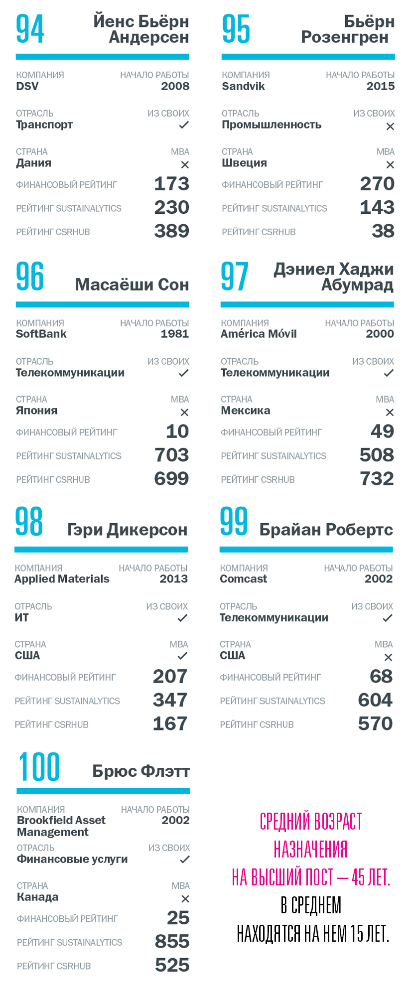 94
Йенс Бьёрн
Андерсен
КОМПАНИЯ НАЧАЛО РАБОТЫ
DSV 2008
ОТРАСЛЬ ИЗ СВОИХ
Транспорт ✓
СТРАНА MBA
Дания ✕
ФИНАНСОВЫЙ РЕЙТИНГ 173
РЕЙТИНГ SUSTAINALYTICS 230
РЕЙТИНГ CSRHUB 389
95
Бьёрн
Розенгрен
КОМПАНИЯ НАЧАЛО РАБОТЫ
Sandvik 2015
ОТРАСЛЬ ИЗ СВОИХ
Промышленность ✕
СТРАНА MBA
Швеция ✕
ФИНАНСОВЫЙ РЕЙТИНГ 270
РЕЙТИНГ SUSTAINALYTICS 143
РЕЙТИНГ CSRHUB 38
96 Масаёши Сон
КОМПАНИЯ НАЧАЛО РАБОТЫ
SoftBank 1981
ОТРАСЛЬ ИЗ СВОИХ
Телекоммуникации ✓
СТРАНА MBA
Япония ✕
ФИНАНСОВЫЙ РЕЙТИНГ 10
РЕЙТИНГ SUSTAINALYTICS 703
РЕЙТИНГ CSRHUB 699
97
Дэниел Хаджи
Абумрад
КОМПАНИЯ НАЧАЛО РАБОТЫ
América Móvil 2000
ОТРАСЛЬ ИЗ СВОИХ
Телекоммуникации ✓
СТРАНА MBA
Мексика ✕
ФИНАНСОВЫЙ РЕЙТИНГ 49
РЕЙТИНГ SUSTAINALYTICS 508
РЕЙТИНГ CSRHUB 732
98 Гэри Дикерсон
КОМПАНИЯ НАЧАЛО РАБОТЫ
Applied Materials 2013
ОТРАСЛЬ ИЗ СВОИХ
ИТ ✓
СТРАНА MBA
США ✓
ФИНАНСОВЫЙ РЕЙТИНГ 207
РЕЙТИНГ SUSTAINALYTICS 347
РЕЙТИНГ CSRHUB 167
99 Брайан Робертс
КОМПАНИЯ НАЧАЛО РАБОТЫ
Comcast 2002
ОТРАСЛЬ ИЗ СВОИХ
Телекоммуникации ✓
СТРАНА MBA
США ✕
ФИНАНСОВЫЙ РЕЙТИНГ 68
РЕЙТИНГ SUSTAINALYTICS 604
РЕЙТИНГ CSRHUB 570
100 Брюс Флэтт
КОМПАНИЯ НАЧАЛО РАБОТЫ
Brookfield Asset 2002
Management
ОТРАСЛЬ ИЗ СВОИХ
Финансовые услуги ✓
СТРАНА MBA
Канада ✕
ФИНАНСОВЫЙ РЕЙТИНГ 25
РЕЙТИНГ SUSTAINALYTICS 855
РЕЙТИНГ CSRHUB 525
СРЕДНИЙ ВОЗРАСТ
НАЗНАЧЕНИЯ
НА ВЫСШИЙ ПОСТ — 45 ЛЕТ.
В СРЕДНЕМ
НАХОДЯТСЯ НА НЕМ 15 ЛЕТ.